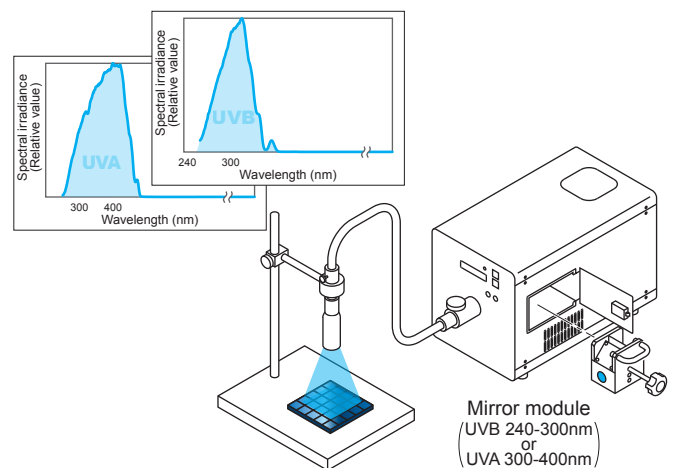 Spectral irradiance
(Relative value)
UVB
240
300
Wavelength (nm)
Spectral irradiance
(Relative value)
UVA
300
400
Wavelength (nm)
Mirror module
(UVB 240-300nm
or
UVA 300-400nm)